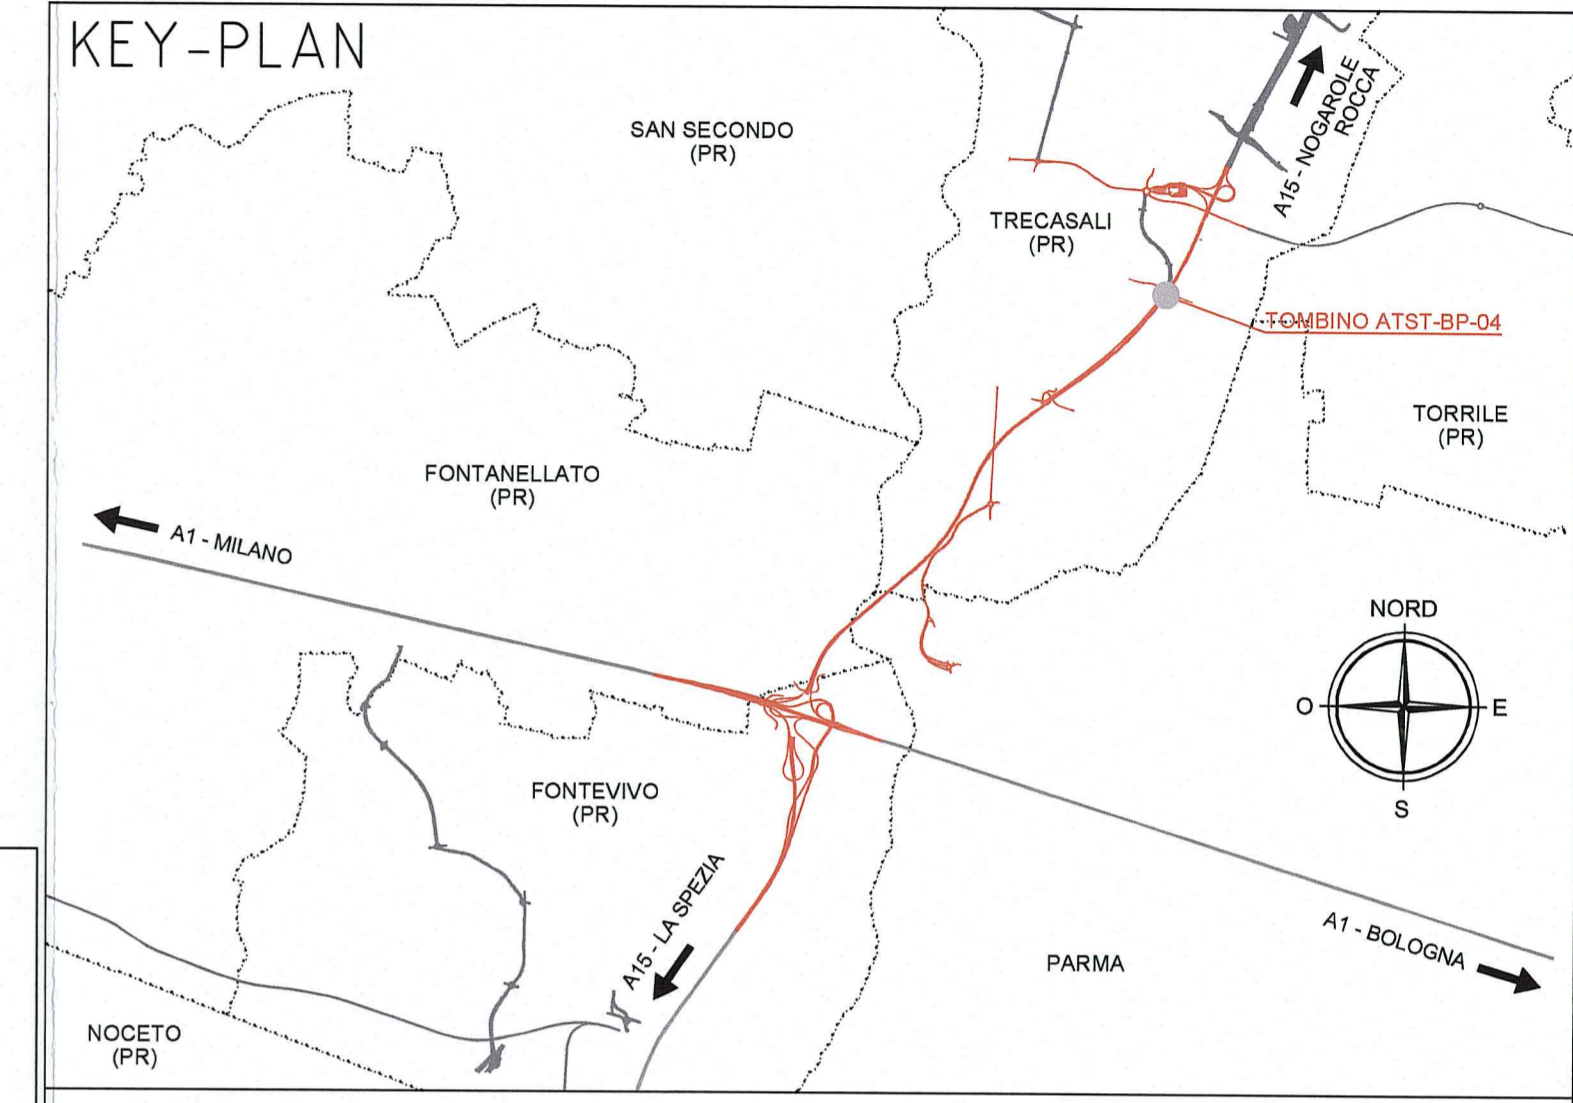 KEY-PLAN
SAN SECONDO
(PR)
A15 - NOGAROLE
ROCCA
TRECASALI
(PR)
TOMBINO ATST-BP-04
TORRILE
(PR)
FONTANELLATO
(PR)
A1 - MILANO
NORD
O
E
S
FONTEVIVO
(PR)
A15 - LA SPEZIA
A1 - BOLOGNA
PARMA
NOCETO
(PR)